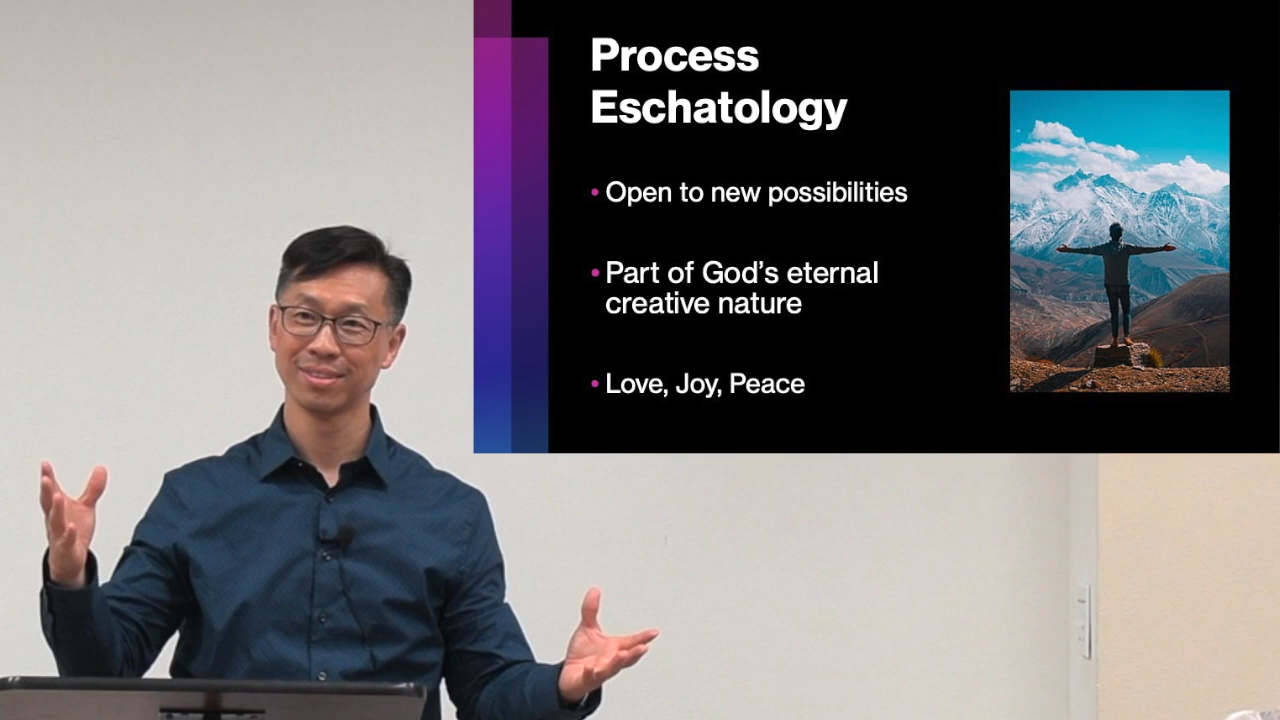 Process
Eschatology
• Open to new possibilities
• Part of God's eternal
creative nature
• Love, Joy, Peace